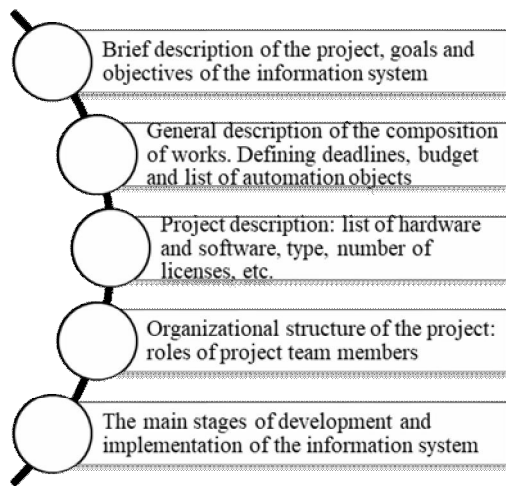 Brief description of the project, goals and
objectives of the information system
General description of the composition
of works. Defining deadlines, budget
and list of automation objects
Project description: list of hardware
and software, type, number of
licenses, etc.
Organizational structure of the project:
roles of project team members
The main stages of development and
implementation of the information system